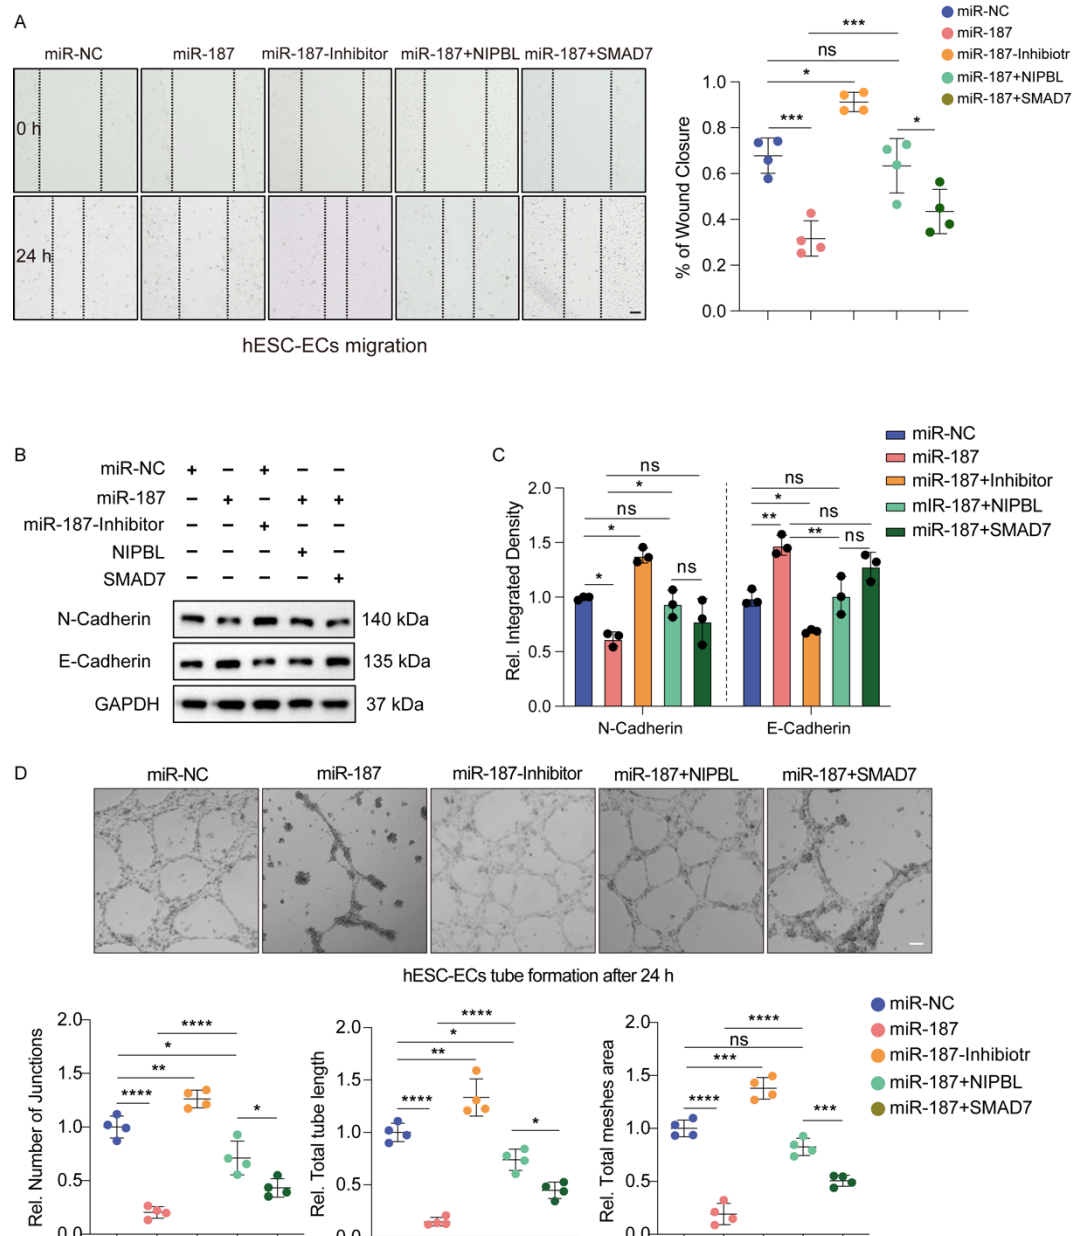 A
miR-NC miR-187 miR-187-Inhibitor miR-187+NIPBL miR-187+SMAD7
0 h
24 h
hESC-ECs migration
miR-NC
miR-187
miR-187-Inhibiotr
miR-187+NIPBL
miR-187+SMAD7
***
ns
*
***
*
% of Wound Closure
1.0
0.8
0.6
0.4
0.2
0.0
B
miR-NC + − + − −
miR-187 − + − + +
miR-187-Inhibitor − − + − −
NIPBL − − − + −
SMAD7 − − − − +
N-Cadherin 140 kDa
E-Cadherin 135 kDa
GAPDH 37 kDa
C
miR-NC
miR-187
miR-187+Inhibitor
mIR-187+NIPBL
miR-187+SMAD7
Rel. Integrated Density
2.0
1.5
1.0
0.5
0.0
ns
*
ns
*
*
ns
ns
*
ns
**
**
ns
N-Cadherin E-Cadherin
D
miR-NC miR-187 miR-187-Inhibitor miR-187+NIPBL miR-187+SMAD7
hESC-ECs tube formation after 24 h
Rel. Number of Junctions
2.0
1.5
1.0
0.5
0.0
****
*
**
****
*
Rel. Total tube length
2.0
1.5
1.0
0.5
0.0
****
*
**
****
*
Rel. Total meshes area
2.0
1.5
1.0
0.5
0.0
****
ns
***
****
***
miR-NC
miR-187
miR-187-Inhibiotr
miR-187+NIPBL
miR-187+SMAD7